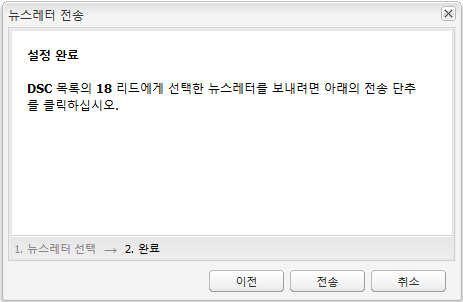 뉴스레터 전송
설정 완료
DSC 목록의 18 리드에게 선택한 뉴스레터를 보내려면 아래의 전송 단추
를 클릭하십시오.
1. 뉴스레터 선택 → 2. 완료
이전 전송 취소